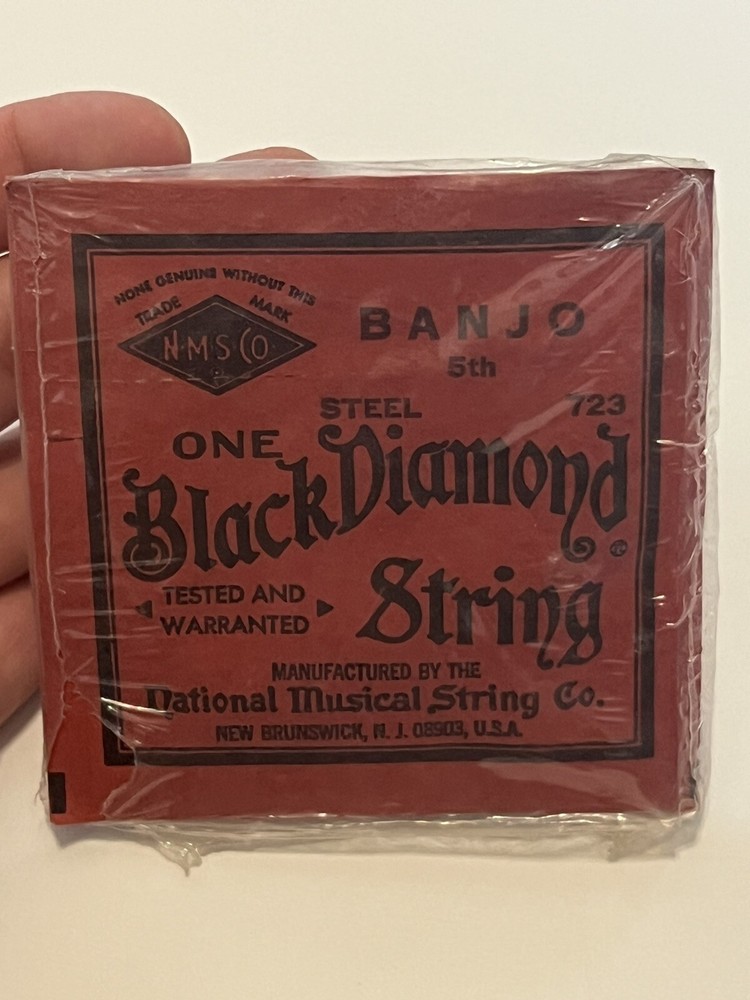 NONE GENUINE WITHOUT THIS
TRADE MARK
N·M·S CO
BANJO
5th
STEEL 723
ONE
Black Diamond ®
String
TESTED AND
WARRANTED
MANUFACTURED BY THE
National Musical String Co.
NEW BRUNSWICK, N. J. 08903, U.S.A.